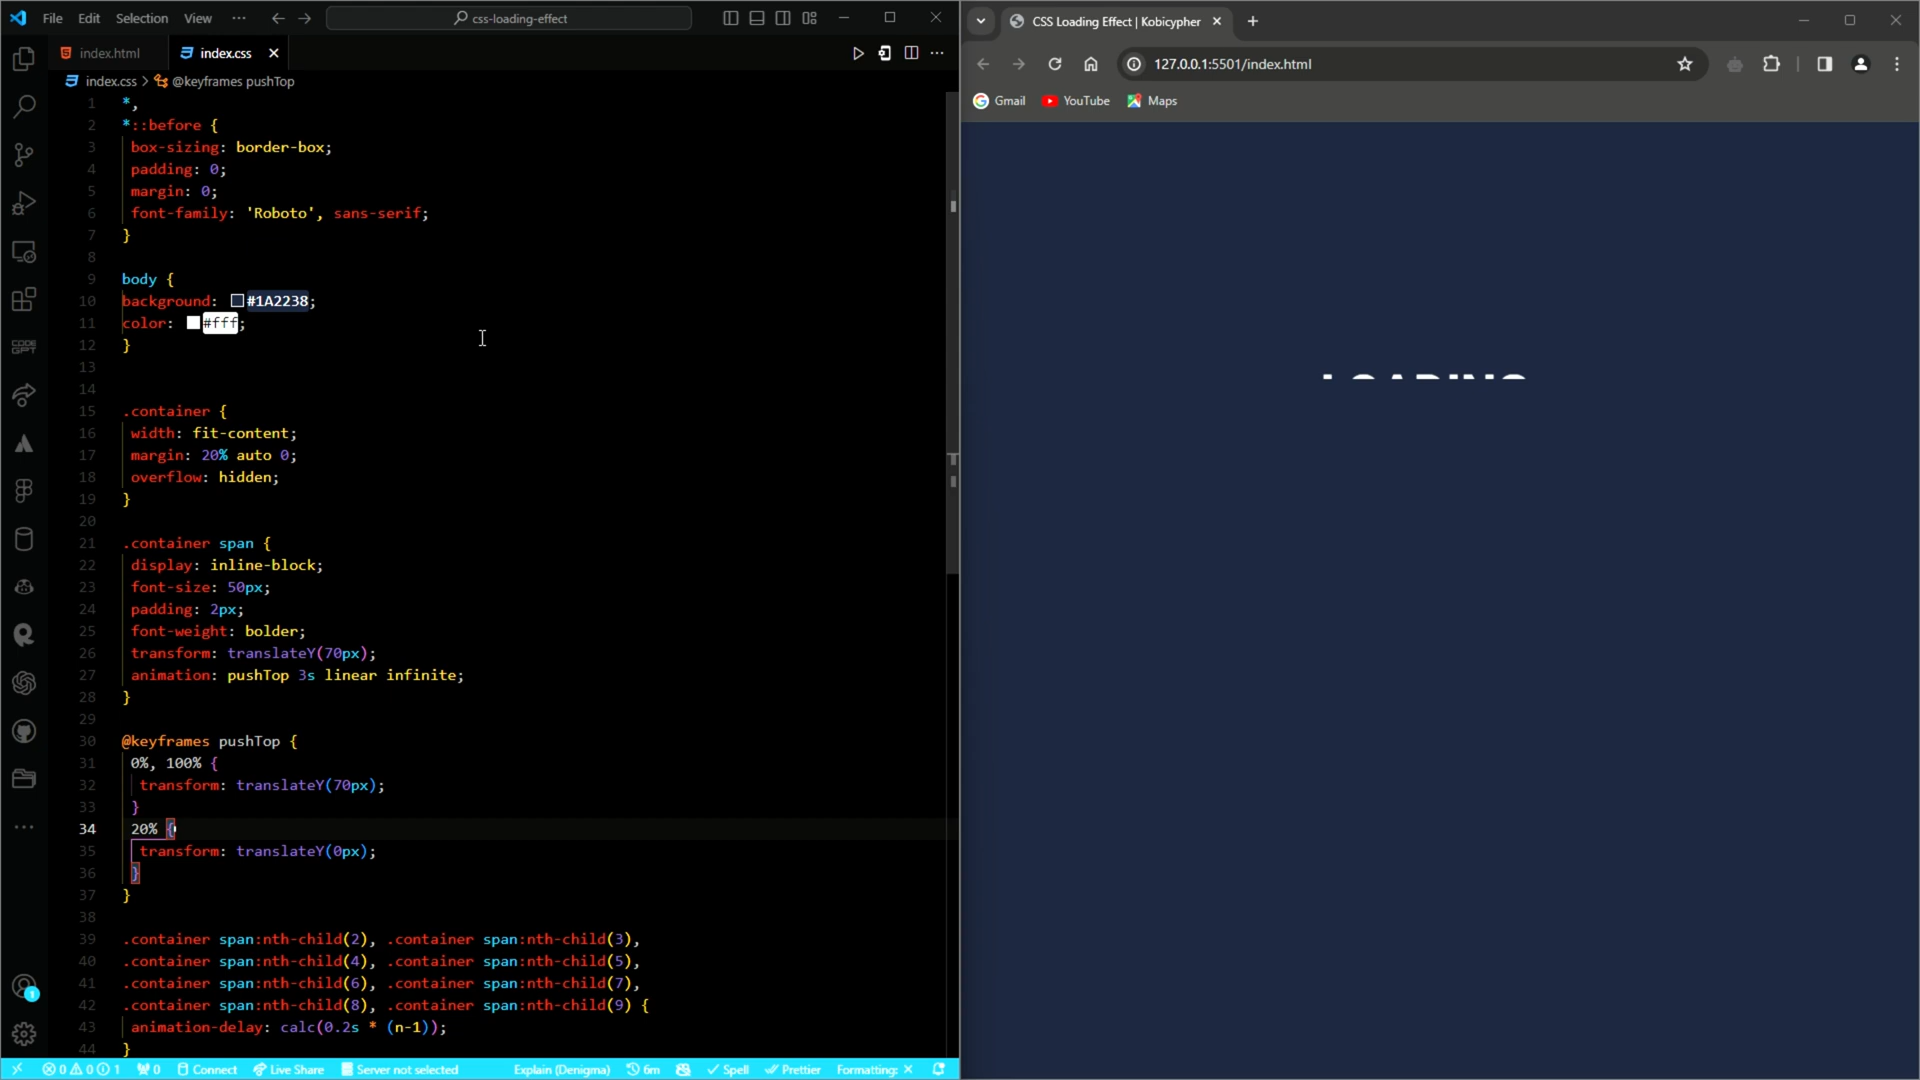 File Edit Selection View ··· css-loading-effect
index.html index.css
index.css > @keyframes pushTop
1 *,
2 *::before {
3 box-sizing: border-box;
4 padding: 0;
5 margin: 0;
6 font-family: 'Roboto', sans-serif;
7 }
8
9 body {
10 background: #1A2238;
11 color: #fff;
12 }
13
14
15 .container {
16 width: fit-content;
17 margin: 20% auto 0;
18 overflow: hidden;
19 }
20
21 .container span {
22 display: inline-block;
23 font-size: 50px;
24 padding: 2px;
25 font-weight: bolder;
26 transform: translateY(70px);
27 animation: pushTop 3s linear infinite;
28 }
29
30 @keyframes pushTop {
31 0%, 100% {
32 transform: translateY(70px);
33 }
34 20% {
35 transform: translateY(0px);
36 }
37 }
38
39 .container span:nth-child(2), .container span:nth-child(3),
40 .container span:nth-child(4), .container span:nth-child(5),
41 .container span:nth-child(6), .container span:nth-child(7),
42 .container span:nth-child(8), .container span:nth-child(9) {
43 animation-delay: calc(0.2s * (n-1));
44 }
CODE
GPT
1
0 0 1 0 Connect Live Share Server not selected Explain (Denigma) 6m Spell Prettier Formatting: ×
CSS Loading Effect | Kobicypher
127.0.0.1:5501/index.html
Gmail YouTube Maps
LOADING